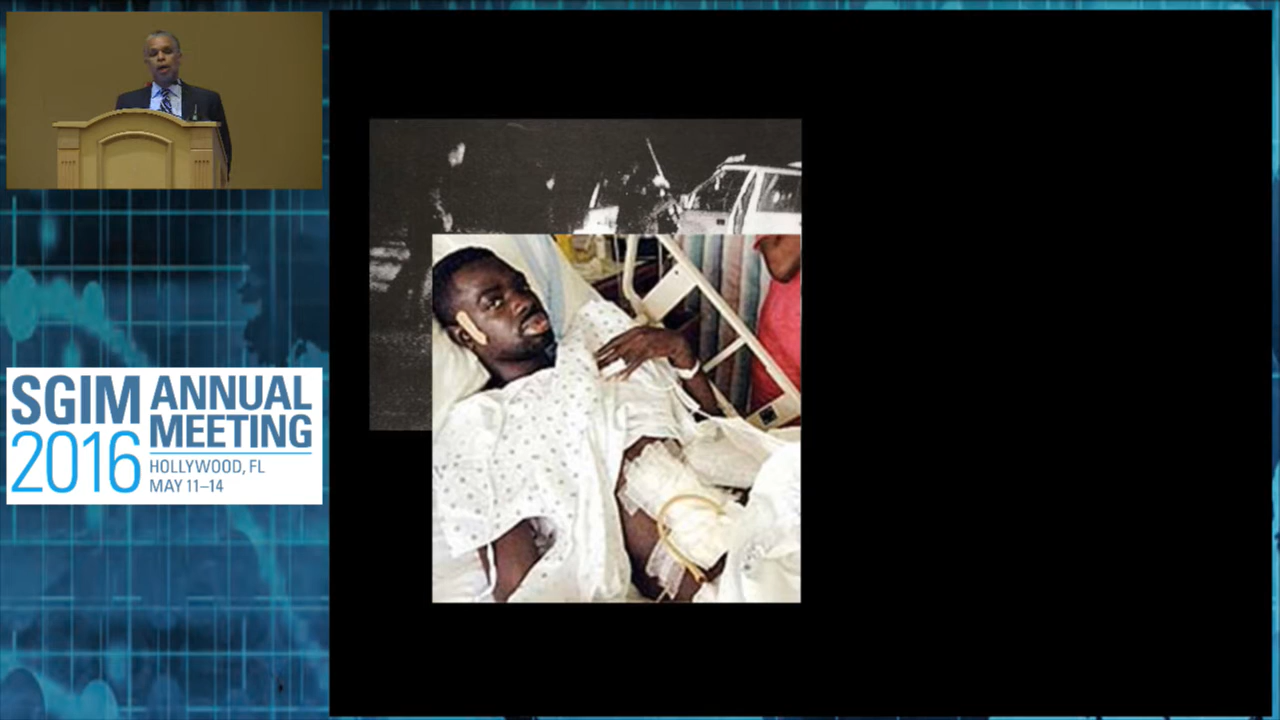 SGIM ANNUAL
2016 MEETING
HOLLYWOOD, FL
MAY 11–14